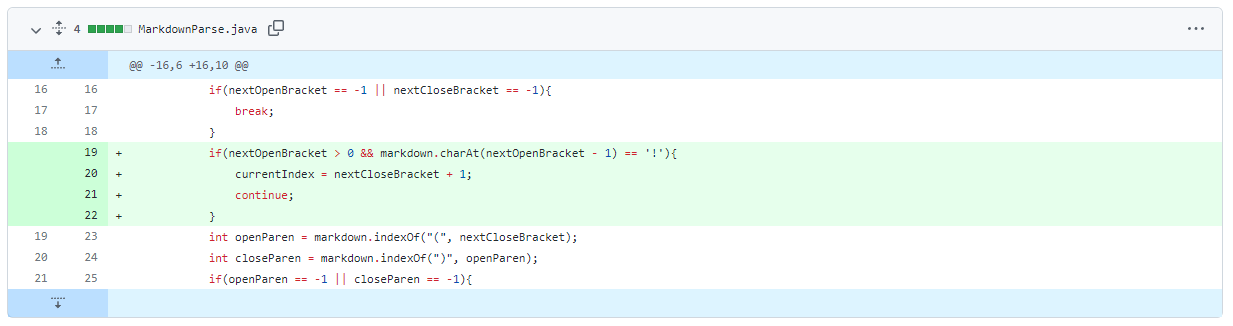 4 MarkdownParse.java
@@ -16,6 +16,10 @@
16 16 if(nextOpenBracket == -1 || nextCloseBracket == -1){
17 17 break;
18 18 }
19 + if(nextOpenBracket > 0 && markdown.charAt(nextOpenBracket - 1) == '!'){
20 + currentIndex = nextCloseBracket + 1;
21 + continue;
22 + }
19 23 int openParen = markdown.indexOf("(", nextCloseBracket);
20 24 int closeParen = markdown.indexOf(")", openParen);
21 25 if(openParen == -1 || closeParen == -1){